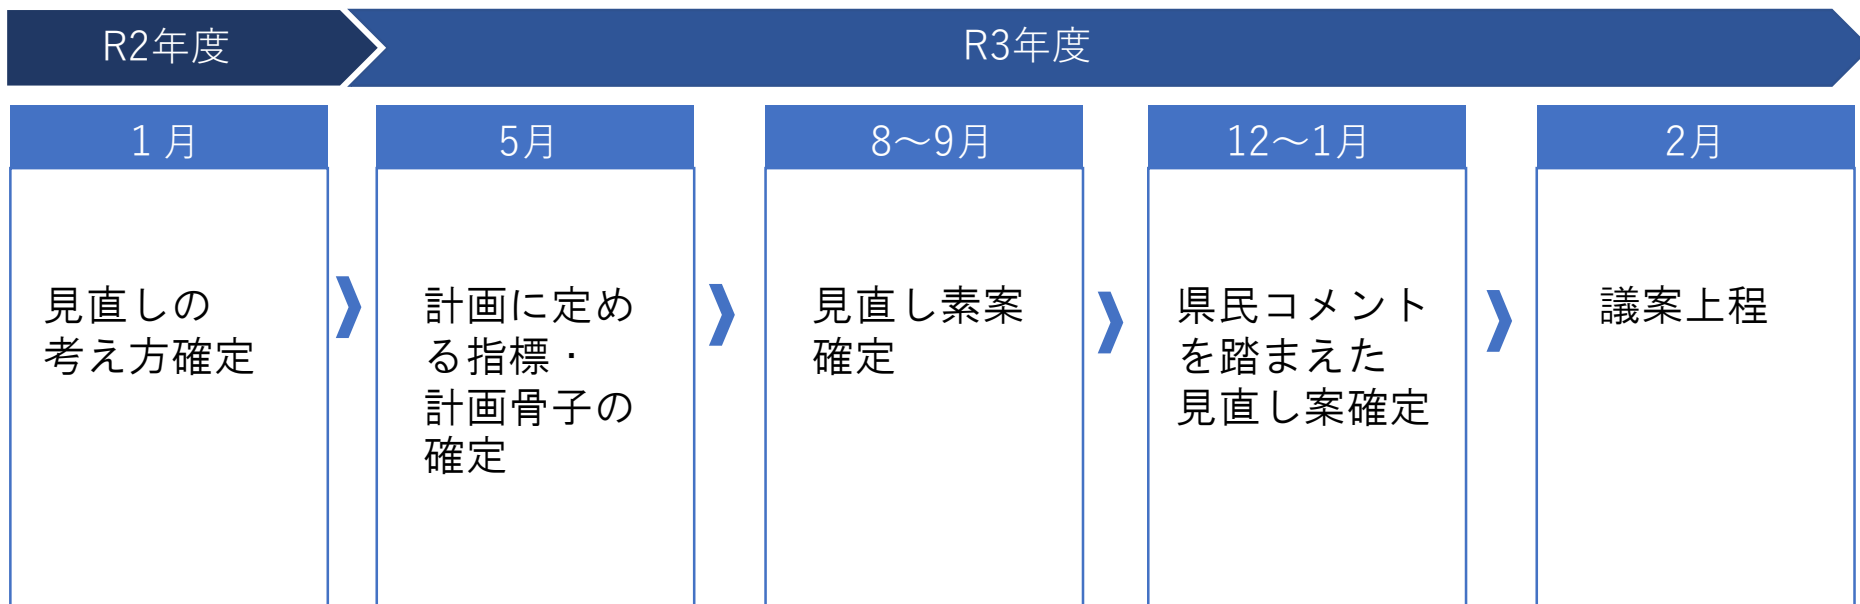 R2年度
R3年度
1月
見直しの
考え方確定
5月
計画に定め
る指標・
計画骨子の
確定
8～9月
見直し素案
確定
12～1月
県民コメント
を踏まえた
見直し案確定
2月
議案上程